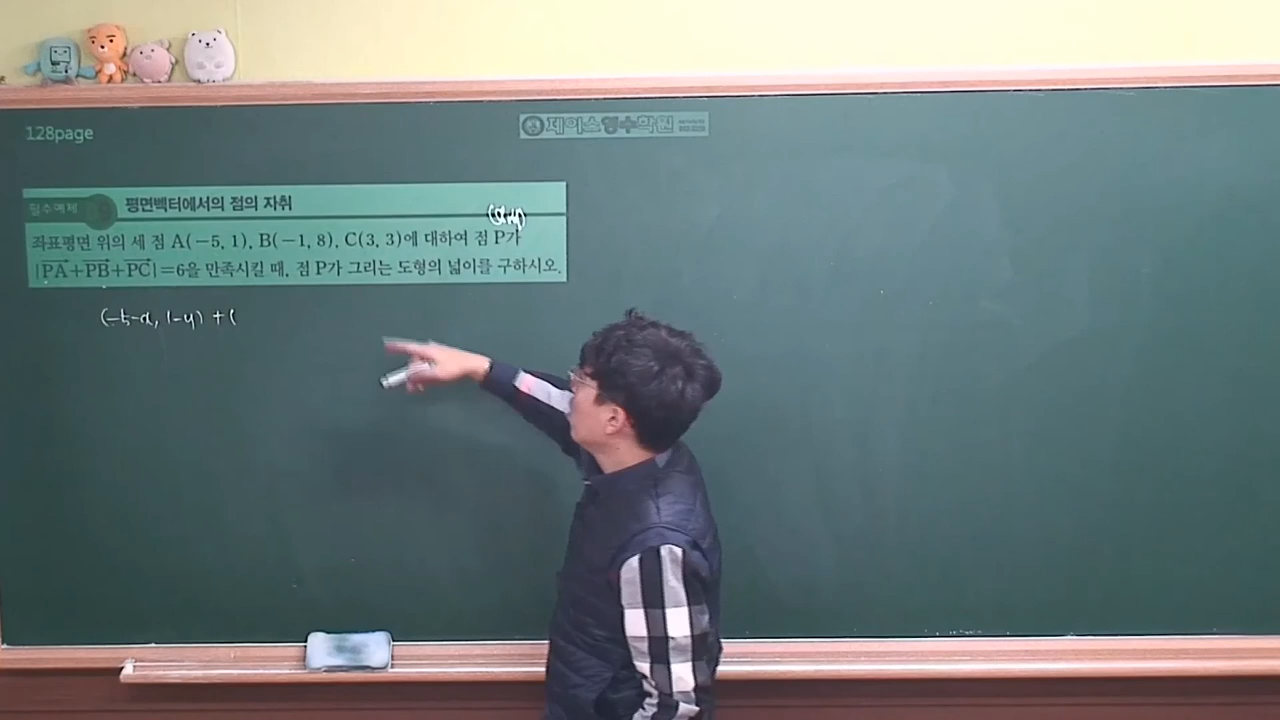 128page
제이스영수학원
필수예제
평면벡터에서의 점의 자취
(x,y)
좌표평면 위의 세 점 A(−5, 1), B(−1, 8), C(3, 3)에 대하여 점 P가
|PA+PB+PC|=6을 만족시킬 때, 점 P가 그리는 도형의 넓이를 구하시오.
(−5−x, 1−y) + (